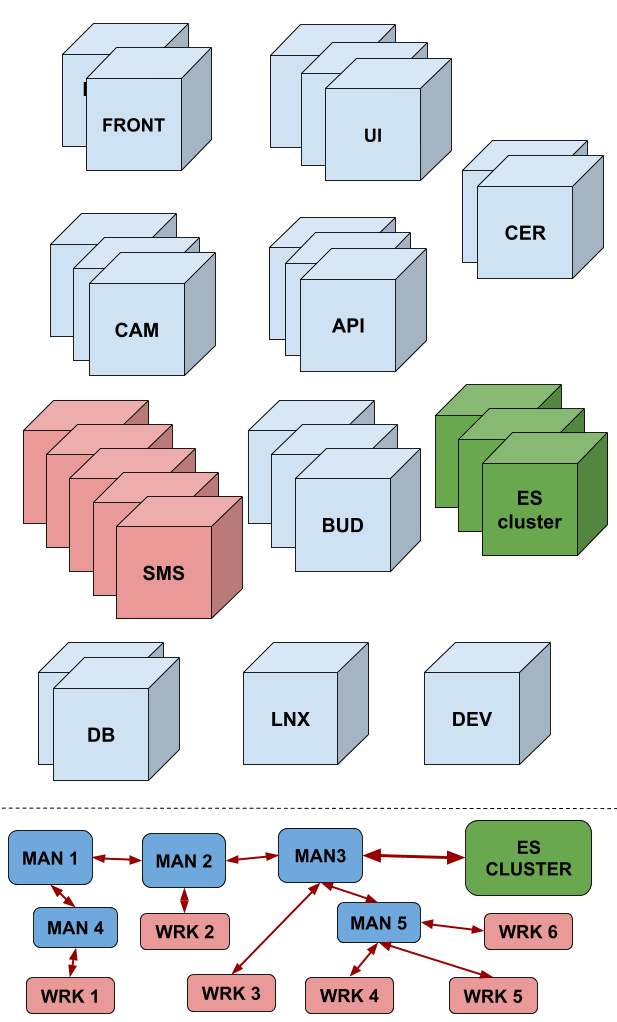 FRONT
UI
CER
CAM
API
SMS
BUD
ES
cluster
DB
LNX
DEV
MAN 1
MAN 2
MAN3
ES
CLUSTER
MAN 4
WRK 2
MAN 5
WRK 6
WRK 1
WRK 3
WRK 4
WRK 5